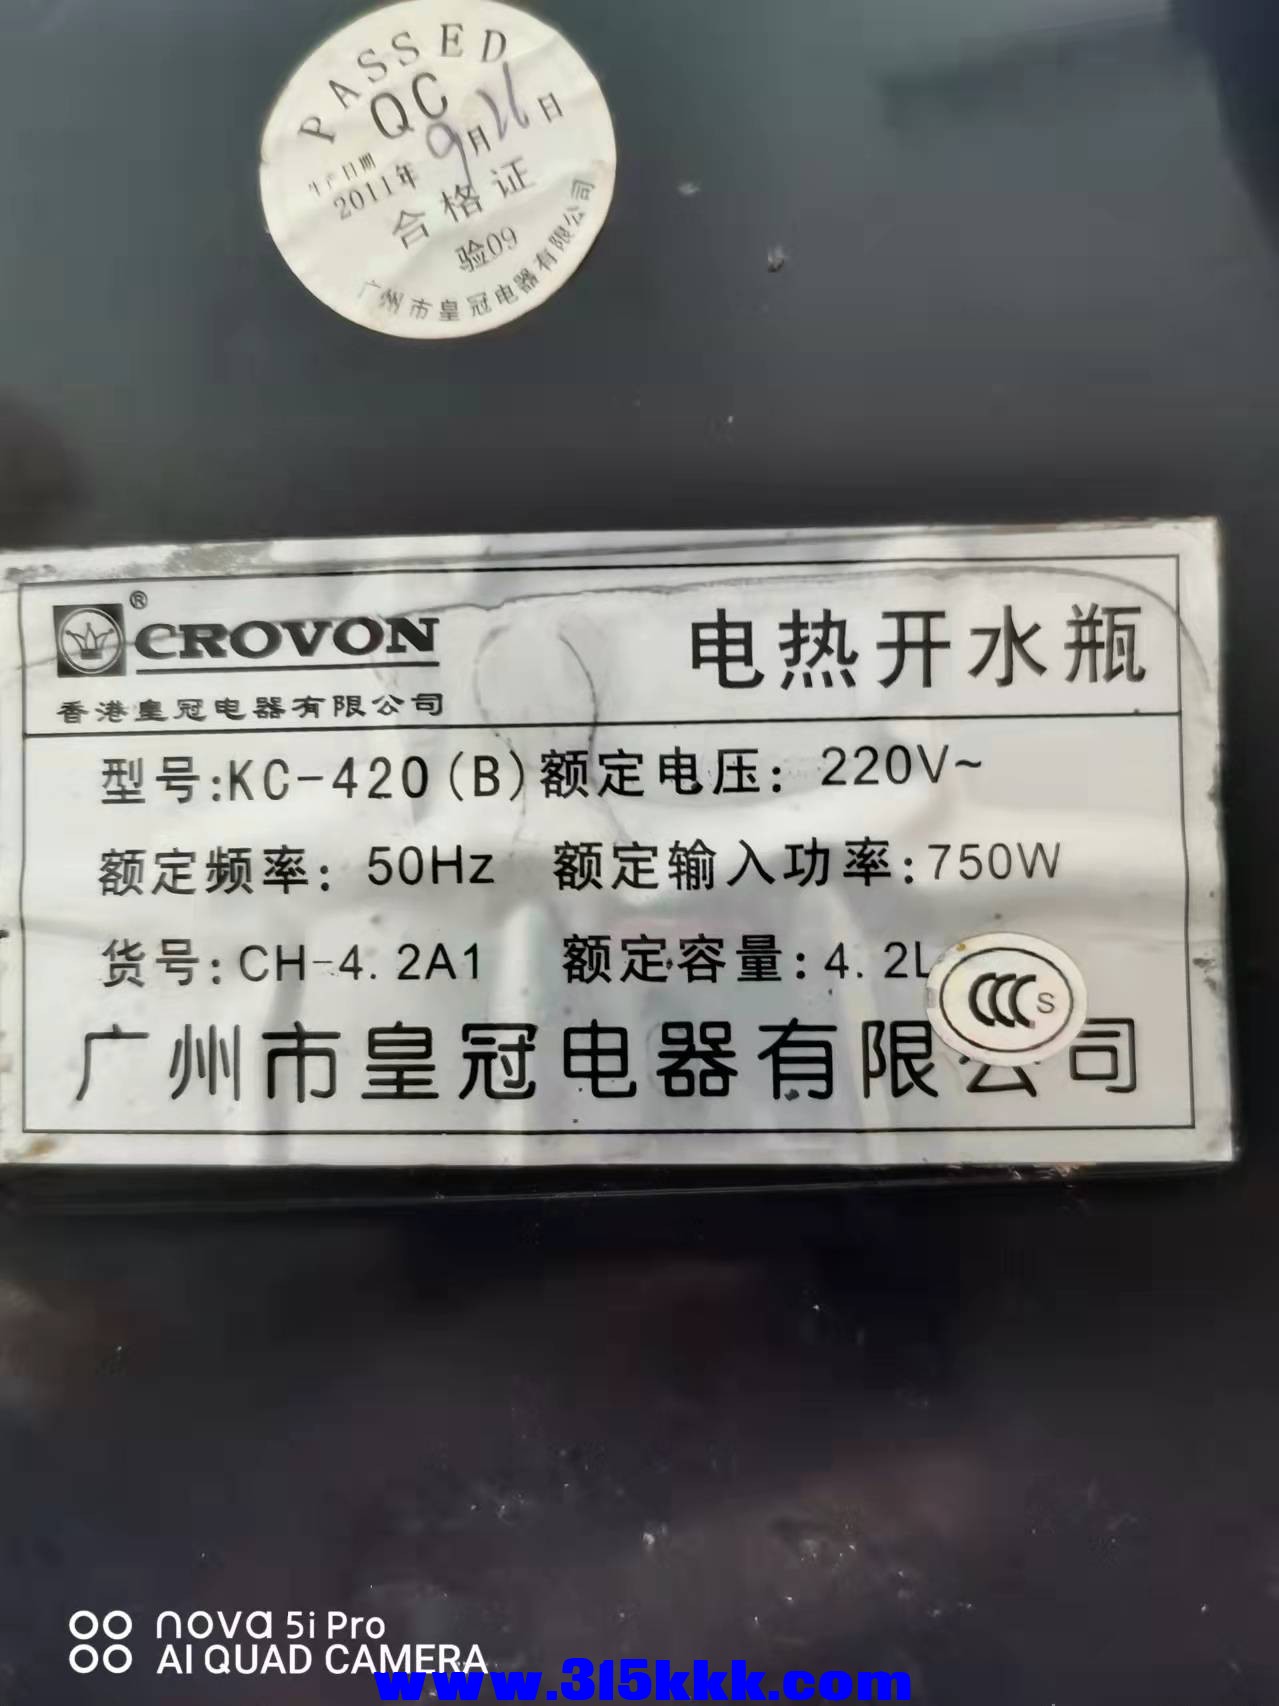 PASSED
QC
生产日期
2011年9月26日
合格证
验09
广州市皇冠电器有限公司
®
CROVON
电热开水瓶
香港皇冠电器有限公司
型号:KC-420(B) 额定电压: 220V~
额定频率: 50Hz 额定输入功率:750W
货号:CH-4.2A1 额定容量:4.2L
CCC S
广州市皇冠电器有限公司
nova 5i Pro
AI QUAD CAMERA
www.315kkk.com